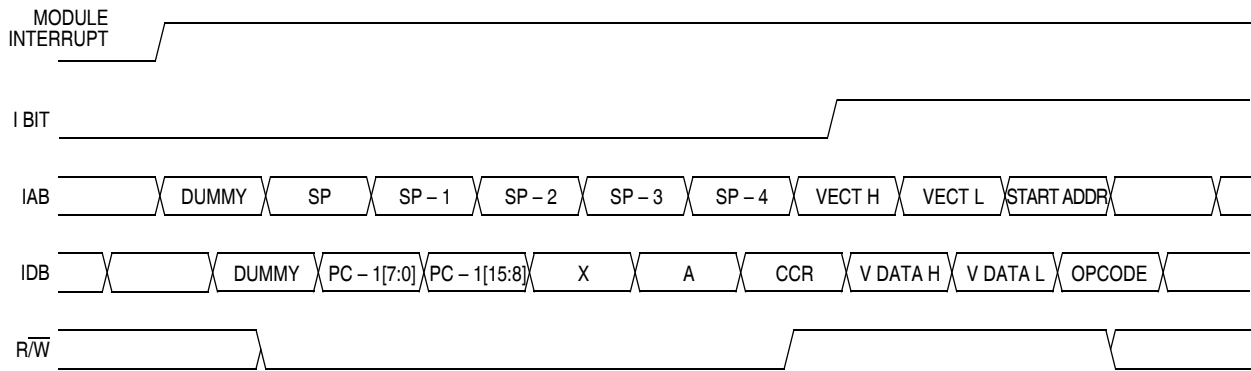 MODULE
INTERRUPT
I BIT
IAB DUMMY SP SP – 1 SP – 2 SP – 3 SP – 4 VECT H VECT L START ADDR
IDB DUMMY PC – 1[7:0] PC – 1[15:8] X A CCR V DATA H V DATA L OPCODE
R/W̅